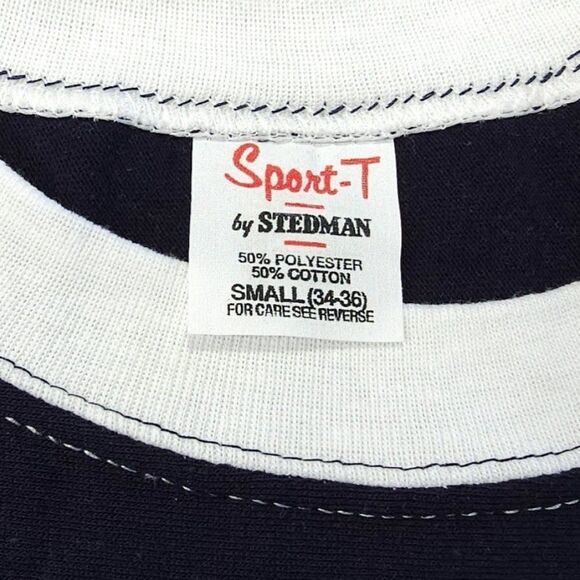 Sport-T
by STEDMAN
50% POLYESTER
50% COTTON
SMALL (34-36)
FOR CARE SEE REVERSE